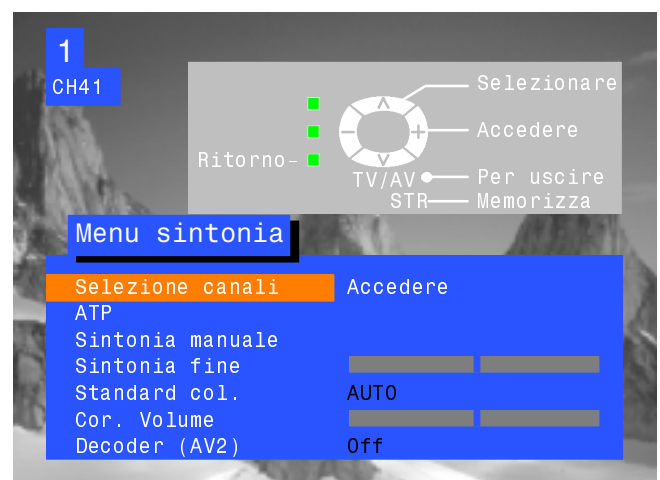 1
CH41
Selezionare
Accedere
Ritorno-
TV/AV Per uscire
STR Memorizza
Menu sintonia
Selezione canali Accedere
ATP
Sintonia manuale
Sintonia fine
Standard col. AUTO
Cor. Volume
Decoder (AV2) Off